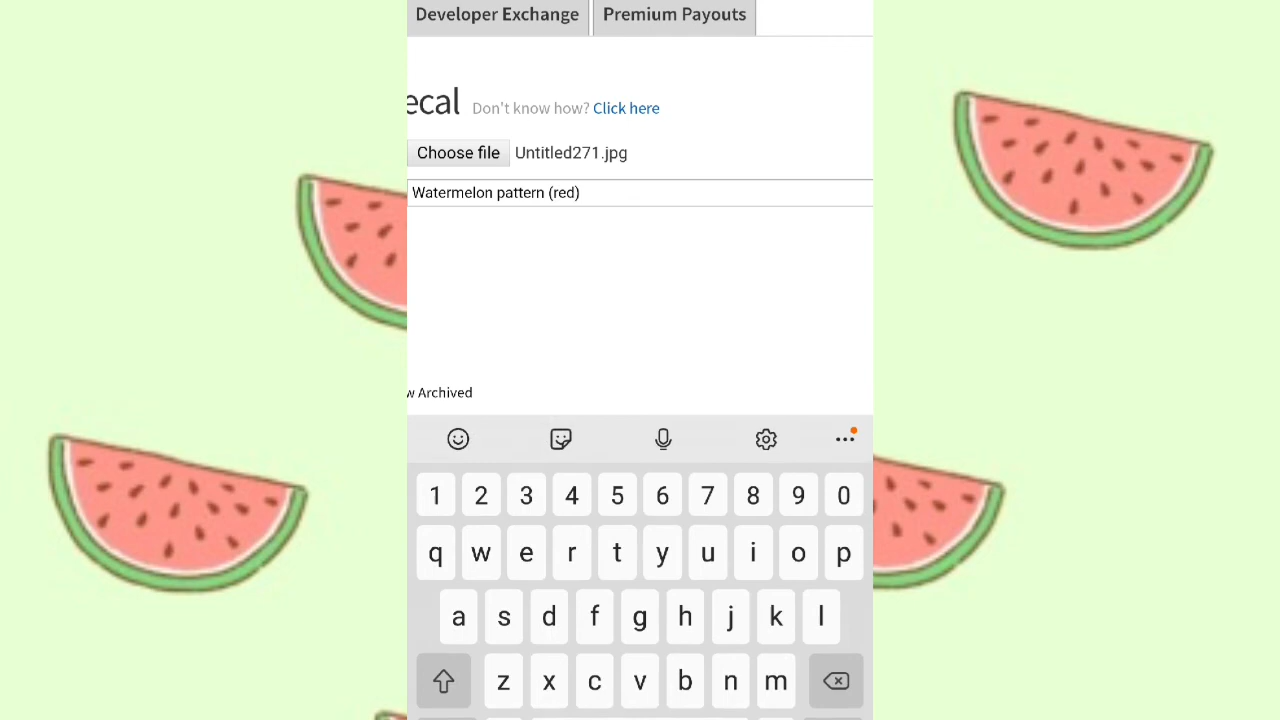 Developer Exchange Premium Payouts
ecal Don't know how? Click here
Choose file Untitled271.jpg
Watermelon pattern (red)
w Archived
1 2 3 4 5 6 7 8 9 0
q w e r t y u i o p
a s d f g h j k l
z x c v b n m